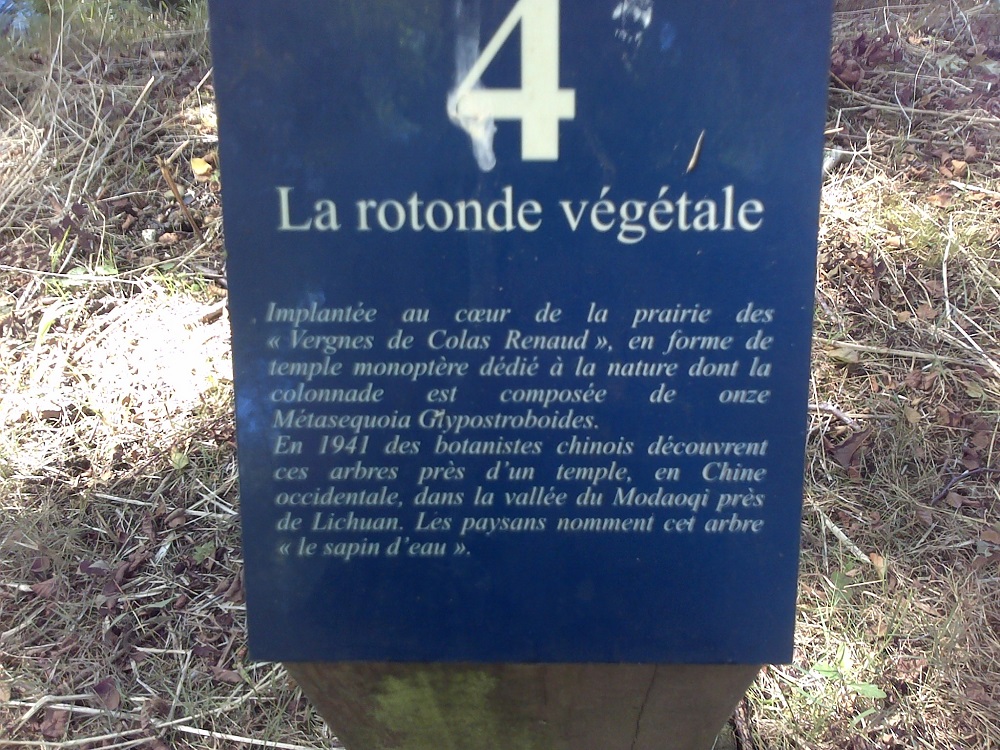 4
La rotonde végétale
Implantée au cœur de la prairie des
« Vergnes de Colas Renaud », en forme de
temple monoptère dédié à la nature dont la
colonnade est composée de onze
Métasequoia Glypostroboides.
En 1941 des botanistes chinois découvrent
ces arbres près d'un temple, en Chine
occidentale, dans la vallée du Modaoqi près
de Lichuan. Les paysans nomment cet arbre
« le sapin d'eau ».